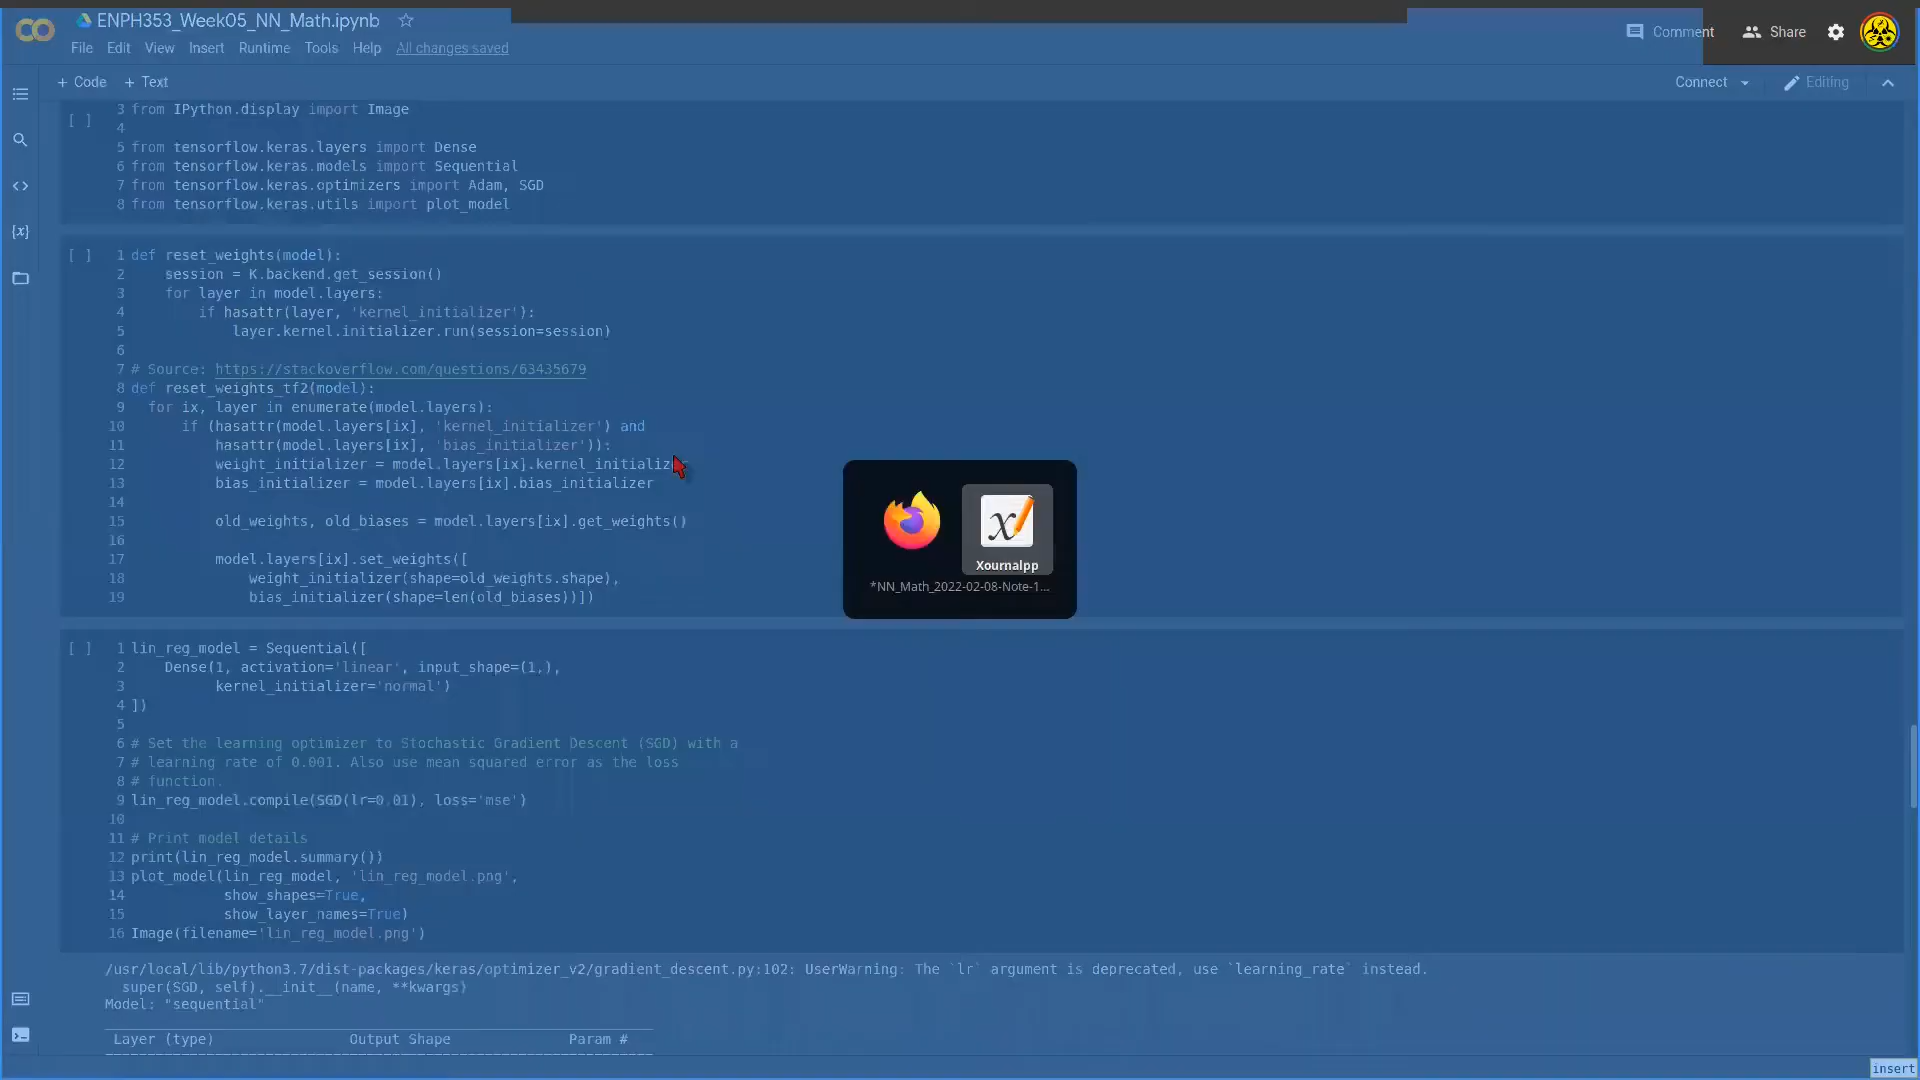 ENPH353_Week05_NN_Math.ipynb
Comment
Share
File Edit View Insert Runtime Tools Help All changes saved
+ Code + Text
Connect
Editing
[ ]
3 from IPython.display import Image
4
5 from tensorflow.keras.layers import Dense
6 from tensorflow.keras.models import Sequential
7 from tensorflow.keras.optimizers import Adam, SGD
8 from tensorflow.keras.utils import plot_model
[ ] 1 def reset_weights(model):
2     session = K.backend.get_session()
3     for layer in model.layers:
4         if hasattr(layer, 'kernel_initializer'):
5             layer.kernel.initializer.run(session=session)
6
7 # Source: https://stackoverflow.com/questions/63435679
8 def reset_weights_tf2(model):
9   for ix, layer in enumerate(model.layers):
10       if (hasattr(model.layers[ix], 'kernel_initializer') and
11           hasattr(model.layers[ix], 'bias_initializer')):
12           weight_initializer = model.layers[ix].kernel_initializ
13           bias_initializer = model.layers[ix].bias_initializer
14
15           old_weights, old_biases = model.layers[ix].get_weights()
16
17           model.layers[ix].set_weights([
18               weight_initializer(shape=old_weights.shape),
19               bias_initializer(shape=len(old_biases))])
Xournalpp
*NN_Math_2022-02-08-Note-1...
[ ] 1 lin_reg_model = Sequential([
2     Dense(1, activation='linear', input_shape=(1,),
3           kernel_initializer='normal')
4 ])
5
6 # Set the learning optimizer to Stochastic Gradient Descent (SGD) with a
7 # learning rate of 0.001. Also use mean squared error as the loss
8 # function.
9 lin_reg_model.compile(SGD(lr=0.01), loss='mse')
10
11 # Print model details
12 print(lin_reg_model.summary())
13 plot_model(lin_reg_model, 'lin_reg_model.png',
14            show_shapes=True,
15            show_layer_names=True)
16 Image(filename='lin_reg_model.png')
/usr/local/lib/python3.7/dist-packages/keras/optimizer_v2/gradient_descent.py:102: UserWarning: The `lr` argument is deprecated, use `learning_rate` instead.
  super(SGD, self).__init__(name, **kwargs)
Model: "sequential"
Layer (type) Output Shape Param #
insert